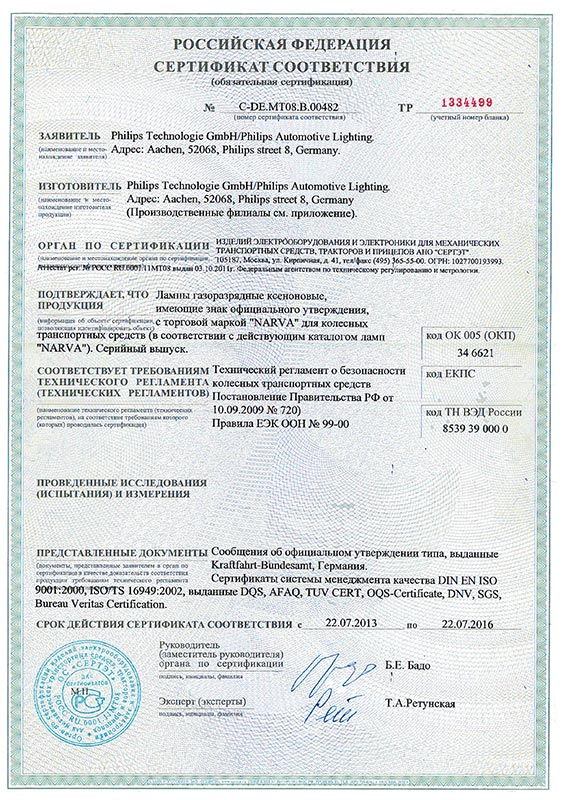 РОССИЙСКАЯ ФЕДЕРАЦИЯ
СЕРТИФИКАТ СООТВЕТСТВИЯ
(обязательная сертификация)
№ C-DE.MT08.B.00482 ТР 1334499
(номер сертификата соответствия) (учетный номер бланка)
ЗАЯВИТЕЛЬ Philips Technologie GmbH/Philips Automotive Lighting.
(наименование и место-
нахождение заявителя) Адрес: Aachen, 52068, Philips street 8, Germany.
ИЗГОТОВИТЕЛЬ Philips Technologie GmbH/Philips Automotive Lighting.
(наименование и место-
нахождение изготовителя
продукции) Адрес: Aachen, 52068, Philips street 8, Germany
(Производственные филиалы см. приложение).
ОРГАН ПО СЕРТИФИКАЦИИ ИЗДЕЛИЙ ЭЛЕКТРООБОРУДОВАНИЯ И ЭЛЕКТРОНИКИ ДЛЯ МЕХАНИЧЕСКИХ
ТРАНСПОРТНЫХ СРЕДСТВ, ТРАКТОРОВ И ПРИЦЕПОВ АНО "СЕРТЭТ"
(наименование и местонахождение органа по сертификации, 105187, Москва, ул. Кирпичная, д. 41, тел/факс (495) 365-55-00. ОГРН: 1027700193993.
Аттестат рег. № РОСС RU.0001.11МТ08 выдан 03.10.2011г. Федеральным агентством по техническому регулированию и метрологии.
ПОДТВЕРЖДАЕТ, ЧТО
ПРОДУКЦИЯ Лампы газоразрядные ксеноновые,
имеющие знак официального утверждения,
(информация об объекте сертификации,
позволяющая идентифицировать объект) с торговой маркой "NARVA" для колесных
транспортных средств (в соответствии с действующим каталогом ламп
"NARVA"). Серийный выпуск.
код ОК 005 (ОКП)
34 6621
код ЕКПС
код ТН ВЭД России
8539 39 000 0
СООТВЕТСТВУЕТ ТРЕБОВАНИЯМ
ТЕХНИЧЕСКОГО РЕГЛАМЕНТА
(ТЕХНИЧЕСКИХ РЕГЛАМЕНТОВ)
(наименование технического регламента (технических
регламентов), на соответствие требованиям которого
(которых) проводилась сертификация)
Технический регламент о безопасности
колесных транспортных средств
Постановление Правительства РФ от
10.09.2009 № 720)
Правила ЕЭК ООН № 99-00
ПРОВЕДЕННЫЕ ИССЛЕДОВАНИЯ
(ИСПЫТАНИЯ) И ИЗМЕРЕНИЯ
ПРЕДСТАВЛЕННЫЕ ДОКУМЕНТЫ Сообщения об официальном утверждении типа, выданные
(документы, представленные заявителем в орган по
сертификации в качестве доказательств соответствия
продукции требованиям технического регламента
Kraftfahrt-Bundesamt, Германия.
Сертификаты системы менеджмента качества DIN EN ISO
9001:2000, ISO/TS 16949:2002, выданные DQS, AFAQ, TUV CERT, OQS-Certificate, DNV, SGS,
Bureau Veritas Certification.
СРОК ДЕЙСТВИЯ СЕРТИФИКАТА СООТВЕТСТВИЯ с 22.07.2013 по 22.07.2016
Руководитель
(заместитель руководителя)
органа по сертификации Б.Е. Бадо
подпись, инициалы, фамилия
Эксперт (эксперты) Т.А.Ретунская
подпись, инициалы, фамилия
М.П.
О.С. "СЕРТЭТ"